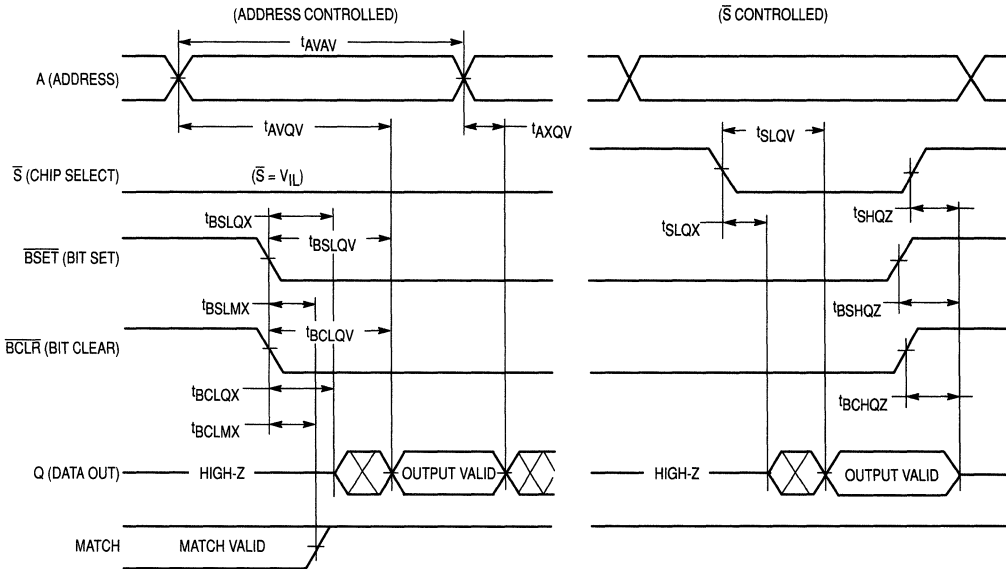 (ADDRESS CONTROLLED)
(S̅ CONTROLLED)
tAVAV
A (ADDRESS)
tAVQV
tAXQV
tSLQV
S̅ (CHIP SELECT)
(S̅ = VIL)
tBSLQX
tSLQX
tSHQZ
tBSLQV
B̅S̅E̅T̅ (BIT SET)
tBSLMX
tBSHQZ
tBCLQV
B̅C̅L̅R̅ (BIT CLEAR)
tBCLQX
tBCHQZ
tBCLMX
Q (DATA OUT)
HIGH-Z
OUTPUT VALID
HIGH-Z
OUTPUT VALID
MATCH
MATCH VALID